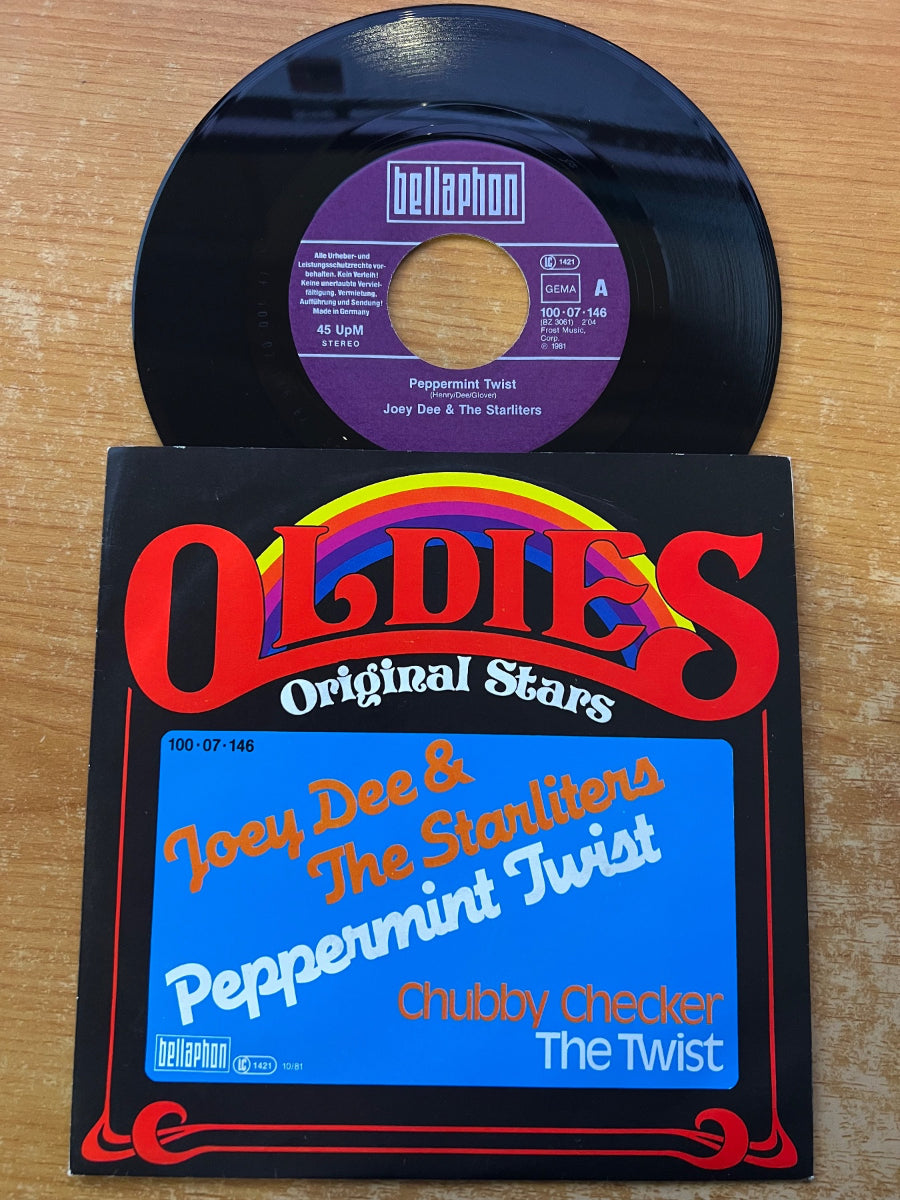 bellaphon
Alle Urheber- und
Leistungsschutzrechte vor-
behalten. Kein Verleih!
Keine unerlaubte Verviel-
fältigung, Vermietung,
Aufführung und Sendung!
Made in Germany
45 UpM
STEREO
LC 1421
GEMA A
100·07·146
(BZ 3061) 2'04
Frost Music,
Corp.
℗ 1981
Peppermint Twist
(Henry/Dee/Glover)
Joey Dee & The Starliters
OLDIES
Original Stars
100·07·146
Joey Dee &
The Starliters
Peppermint Twist
Chubby Checker
The Twist
bellaphon LC 1421 10/81